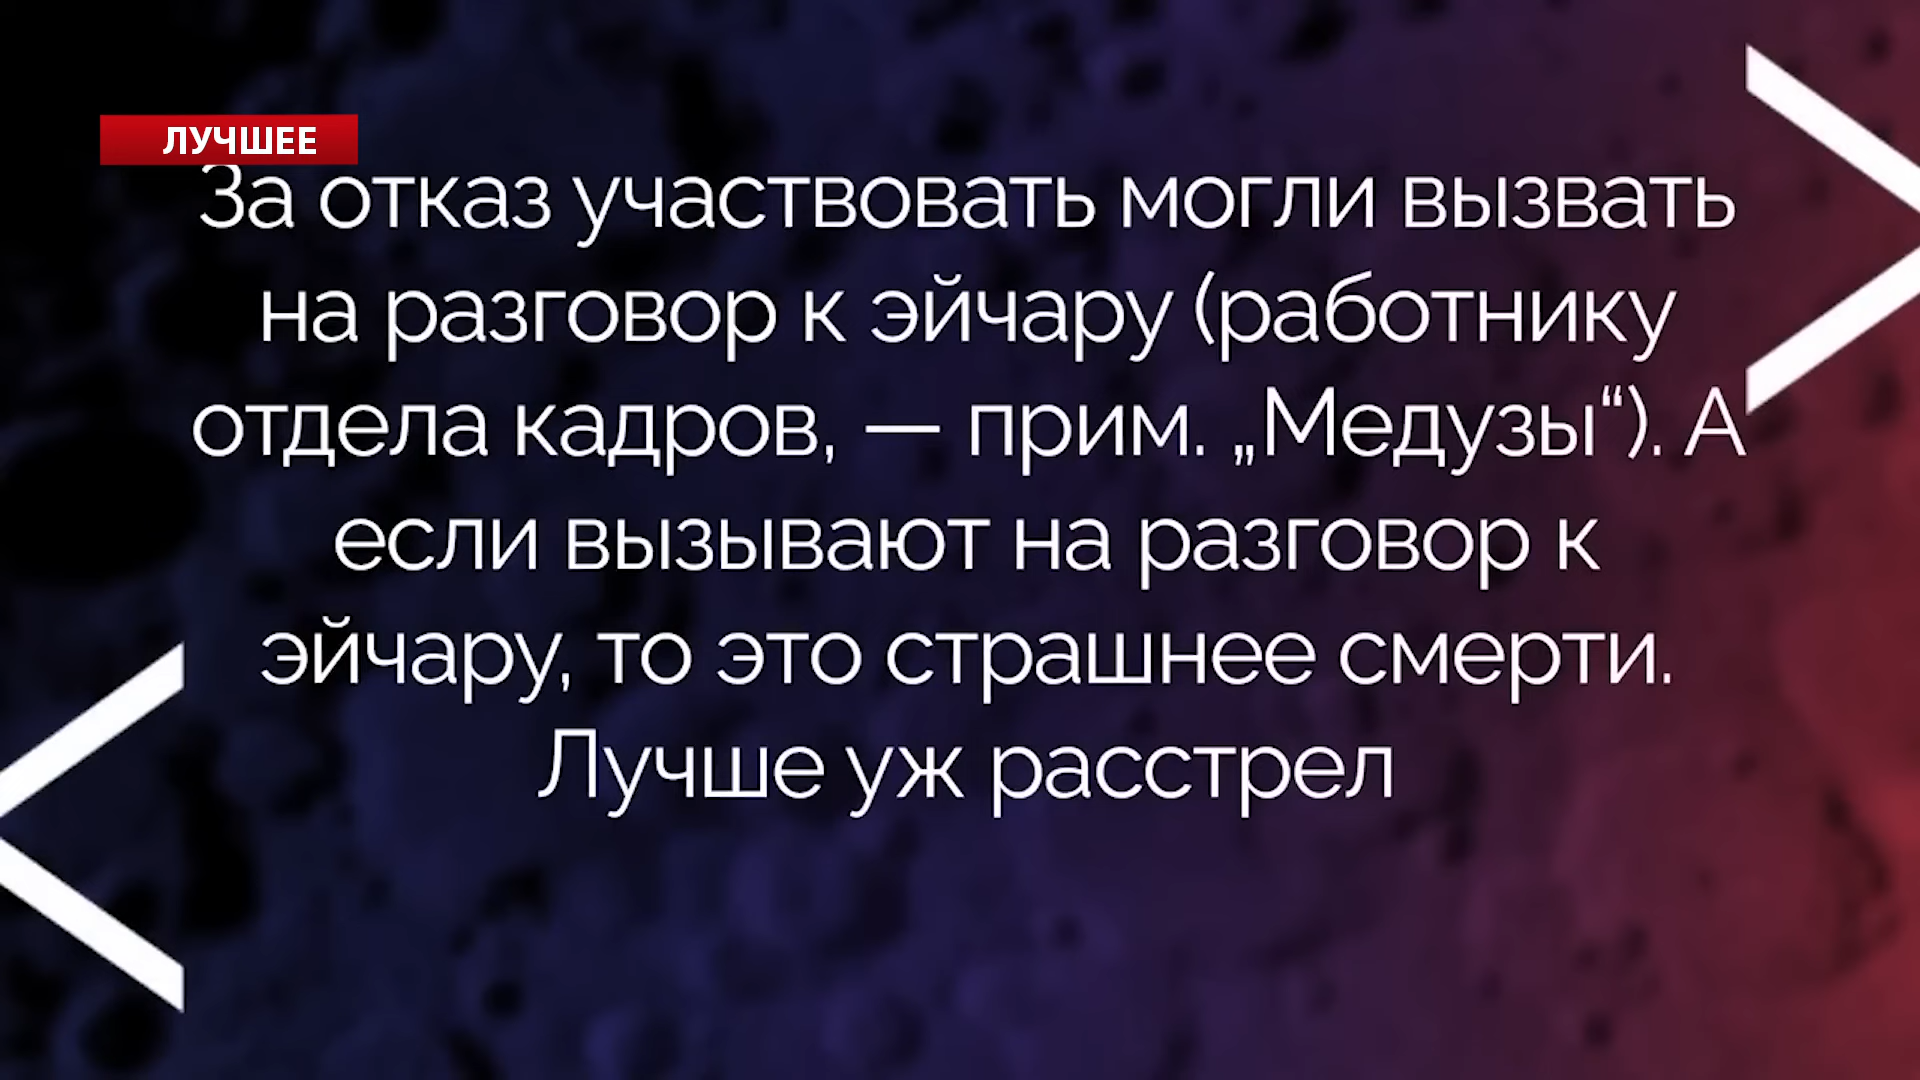 ЛУЧШЕЕ
За отказ участвовать могли вызвать
на разговор к эйчару (работнику
отдела кадров, — прим. „Медузы“). А
если вызывают на разговор к
эйчару, то это страшнее смерти.
Лучше уж расстрел